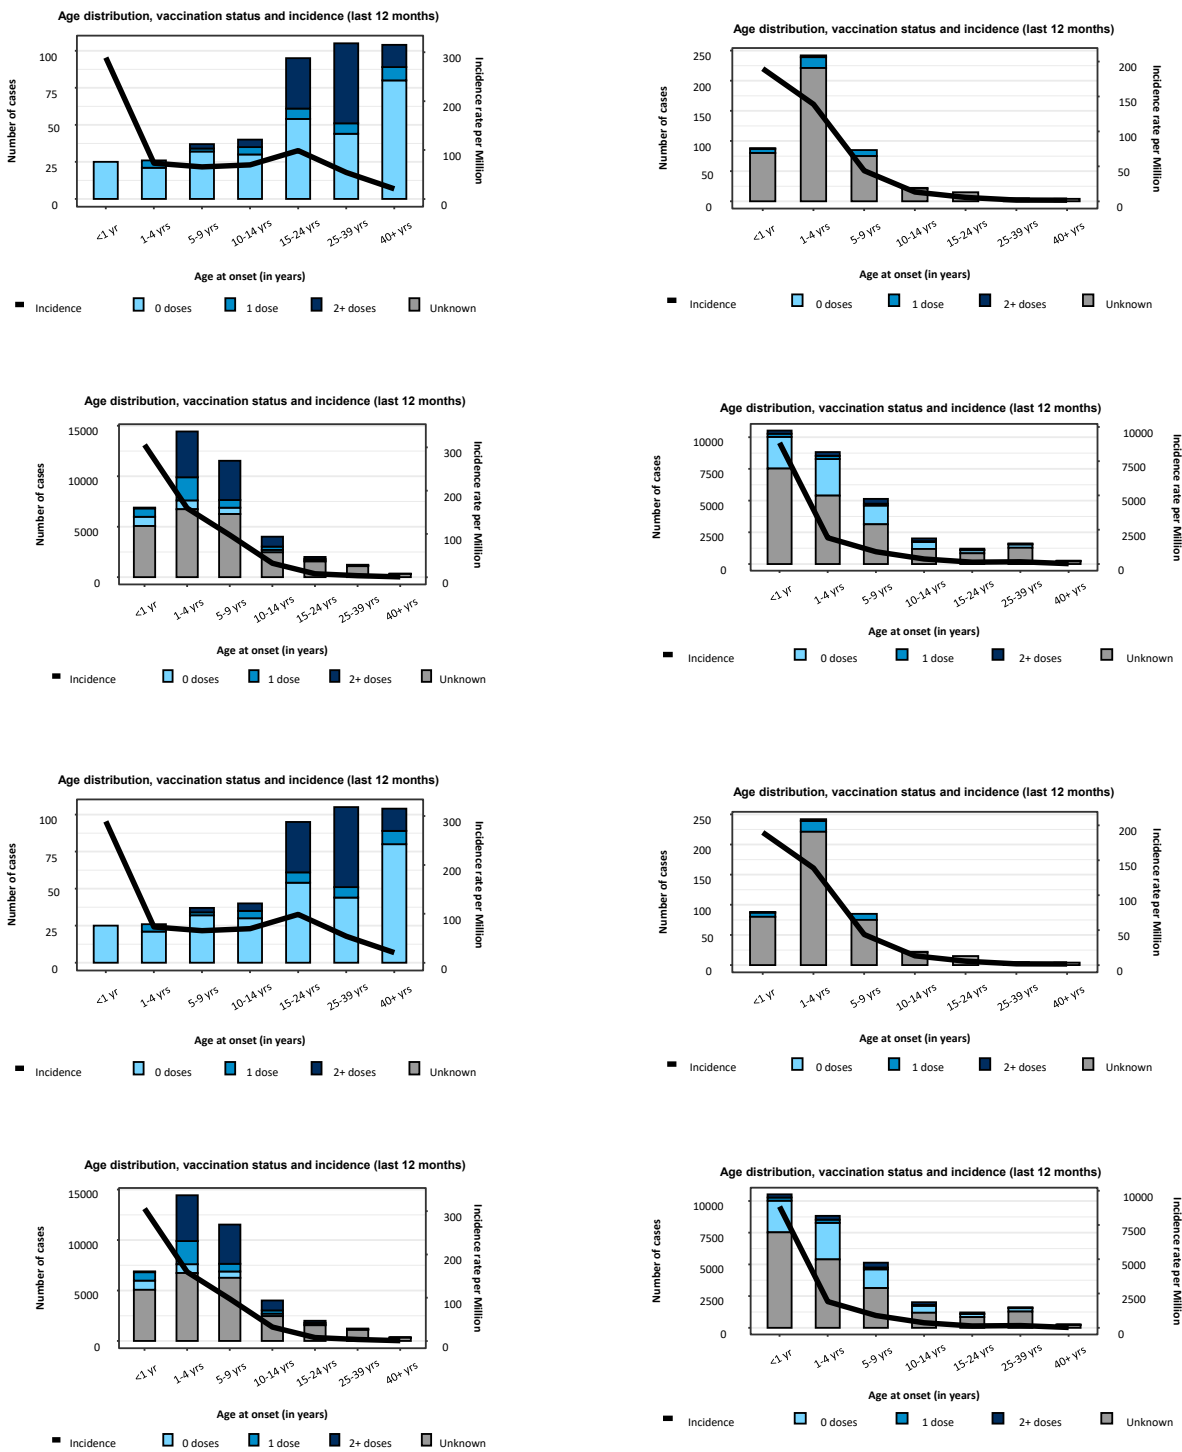 Age distribution, vaccination status and incidence (last 12 months)
Number of cases
100
75
50
25
0
300
200
100
0
Incidence rate per Million
<1 yr
1-4 yrs
5-9 yrs
10-14 yrs
15-24 yrs
25-39 yrs
40+ yrs
Age at onset (in years)
Incidence 0 doses 1 dose 2+ doses Unknown
Age distribution, vaccination status and incidence (last 12 months)
Number of cases
250
200
150
100
50
0
200
150
100
50
0
Incidence rate per Million
<1 yr
1-4 yrs
5-9 yrs
10-14 yrs
15-24 yrs
25-39 yrs
40+ yrs
Age at onset (in years)
Incidence 0 doses 1 dose 2+ doses Unknown
Age distribution, vaccination status and incidence (last 12 months)
Number of cases
15000
10000
5000
0
300
200
100
0
Incidence rate per Million
<1 yr
1-4 yrs
5-9 yrs
10-14 yrs
15-24 yrs
25-39 yrs
40+ yrs
Age at onset (in years)
Incidence 0 doses 1 dose 2+ doses Unknown
Age distribution, vaccination status and incidence (last 12 months)
Number of cases
10000
7500
5000
2500
0
10000
7500
5000
2500
0
Incidence rate per Million
<1 yr
1-4 yrs
5-9 yrs
10-14 yrs
15-24 yrs
25-39 yrs
40+ yrs
Age at onset (in years)
Incidence 0 doses 1 dose 2+ doses Unknown
Age distribution, vaccination status and incidence (last 12 months)
Number of cases
100
75
50
25
0
300
200
100
0
Incidence rate per Million
<1 yr
1-4 yrs
5-9 yrs
10-14 yrs
15-24 yrs
25-39 yrs
40+ yrs
Age at onset (in years)
Incidence 0 doses 1 dose 2+ doses Unknown
Age distribution, vaccination status and incidence (last 12 months)
Number of cases
250
200
150
100
50
0
200
150
100
50
0
Incidence rate per Million
<1 yr
1-4 yrs
5-9 yrs
10-14 yrs
15-24 yrs
25-39 yrs
40+ yrs
Age at onset (in years)
Incidence 0 doses 1 dose 2+ doses Unknown
Age distribution, vaccination status and incidence (last 12 months)
Number of cases
15000
10000
5000
0
300
200
100
0
Incidence rate per Million
<1 yr
1-4 yrs
5-9 yrs
10-14 yrs
15-24 yrs
25-39 yrs
40+ yrs
Age at onset (in years)
Incidence 0 doses 1 dose 2+ doses Unknown
Age distribution, vaccination status and incidence (last 12 months)
Number of cases
10000
7500
5000
2500
0
10000
7500
5000
2500
0
Incidence rate per Million
<1 yr
1-4 yrs
5-9 yrs
10-14 yrs
15-24 yrs
25-39 yrs
40+ yrs
Age at onset (in years)
Incidence 0 doses 1 dose 2+ doses Unknown